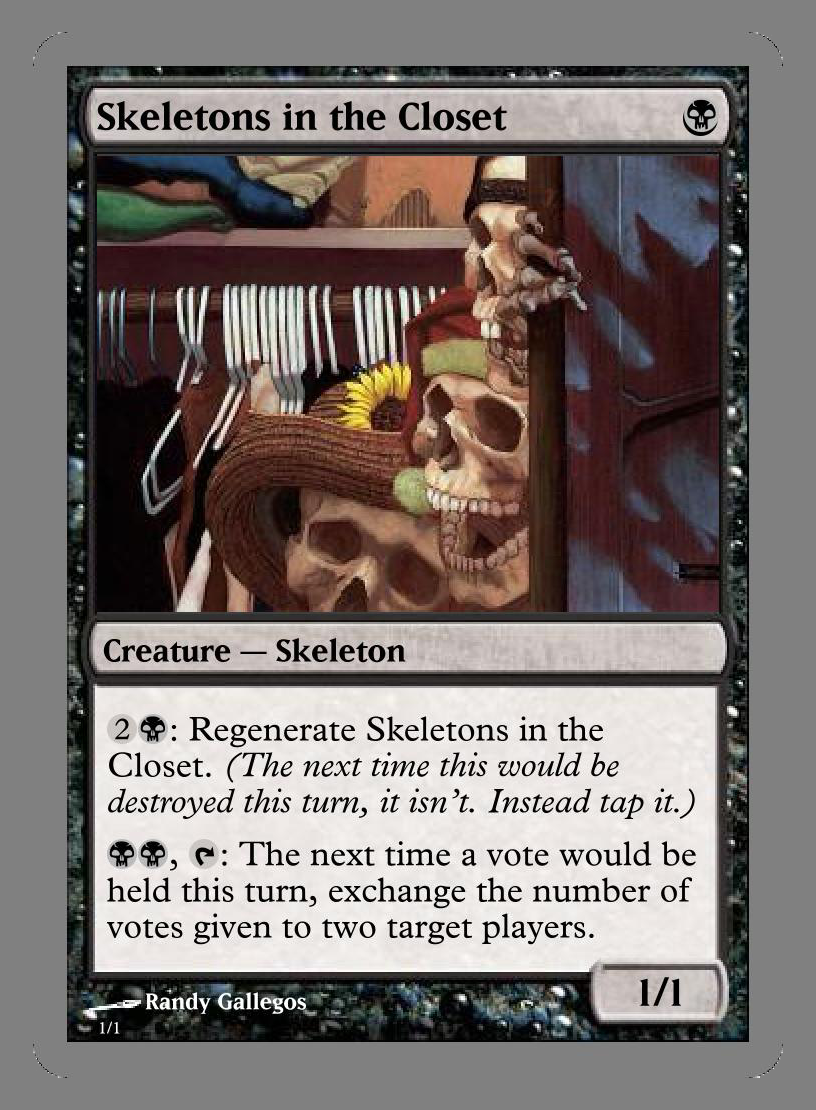 Skeletons in the Closet
Creature — Skeleton
2: Regenerate Skeletons in the
Closet. (The next time this would be
destroyed this turn, it isn't. Instead tap it.)
, : The next time a vote would be
held this turn, exchange the number of
votes given to two target players.
1/1
Randy Gallegos
1/1